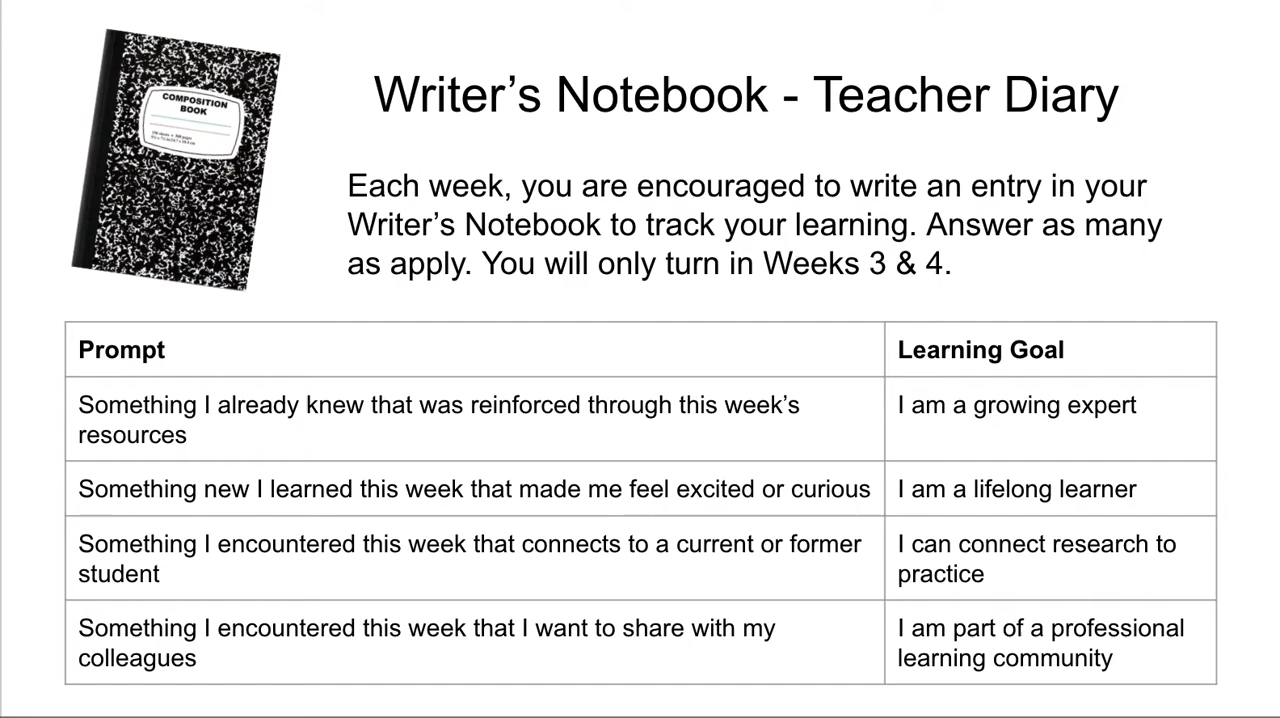 COMPOSITION
BOOK
Writer’s Notebook - Teacher Diary
Each week, you are encouraged to write an entry in your
Writer’s Notebook to track your learning. Answer as many
as apply. You will only turn in Weeks 3 & 4.
Prompt
Learning Goal
Something I already knew that was reinforced through this week’s
resources
I am a growing expert
Something new I learned this week that made me feel excited or curious
I am a lifelong learner
Something I encountered this week that connects to a current or former
student
I can connect research to
practice
Something I encountered this week that I want to share with my
colleagues
I am part of a professional
learning community